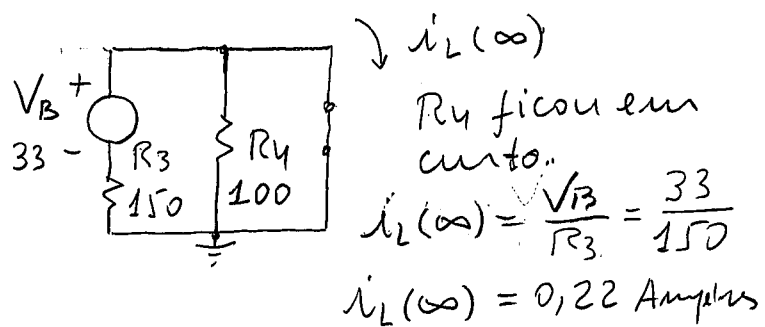 i_L(∞)
V_B +
33 -
R3
150
R4
100
R4 ficou em
curto..
i_L(∞) = V_B/R3 = 33/150
i_L(∞) = 0,22 Ampères